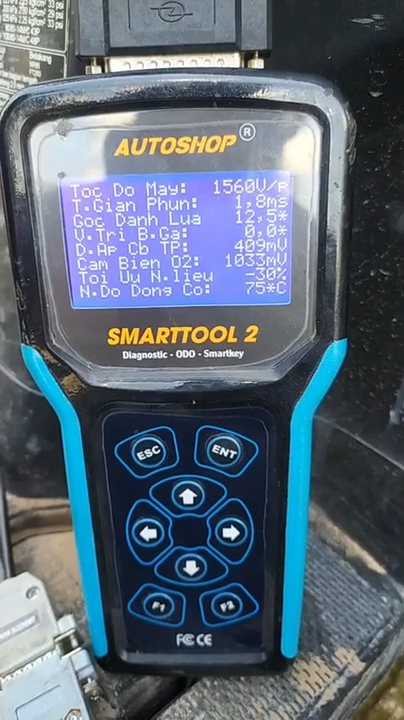 AUTOSHOP ®
Toc Do May: 1560V/p
T.Gian Phun: 1,8ms
Goc Danh Lua 12,5*
V.Tri B.Ga: 0,0*
D.Ap Cb TP: 409mV
Cam Bien O2: 1033mV
Toi Uu N.lieu -30%
N.Do Dong Co: 75*C
SMARTTOOL 2
Diagnostic - ODO - Smartkey
ESC
ENT
F1
F2
FC CE